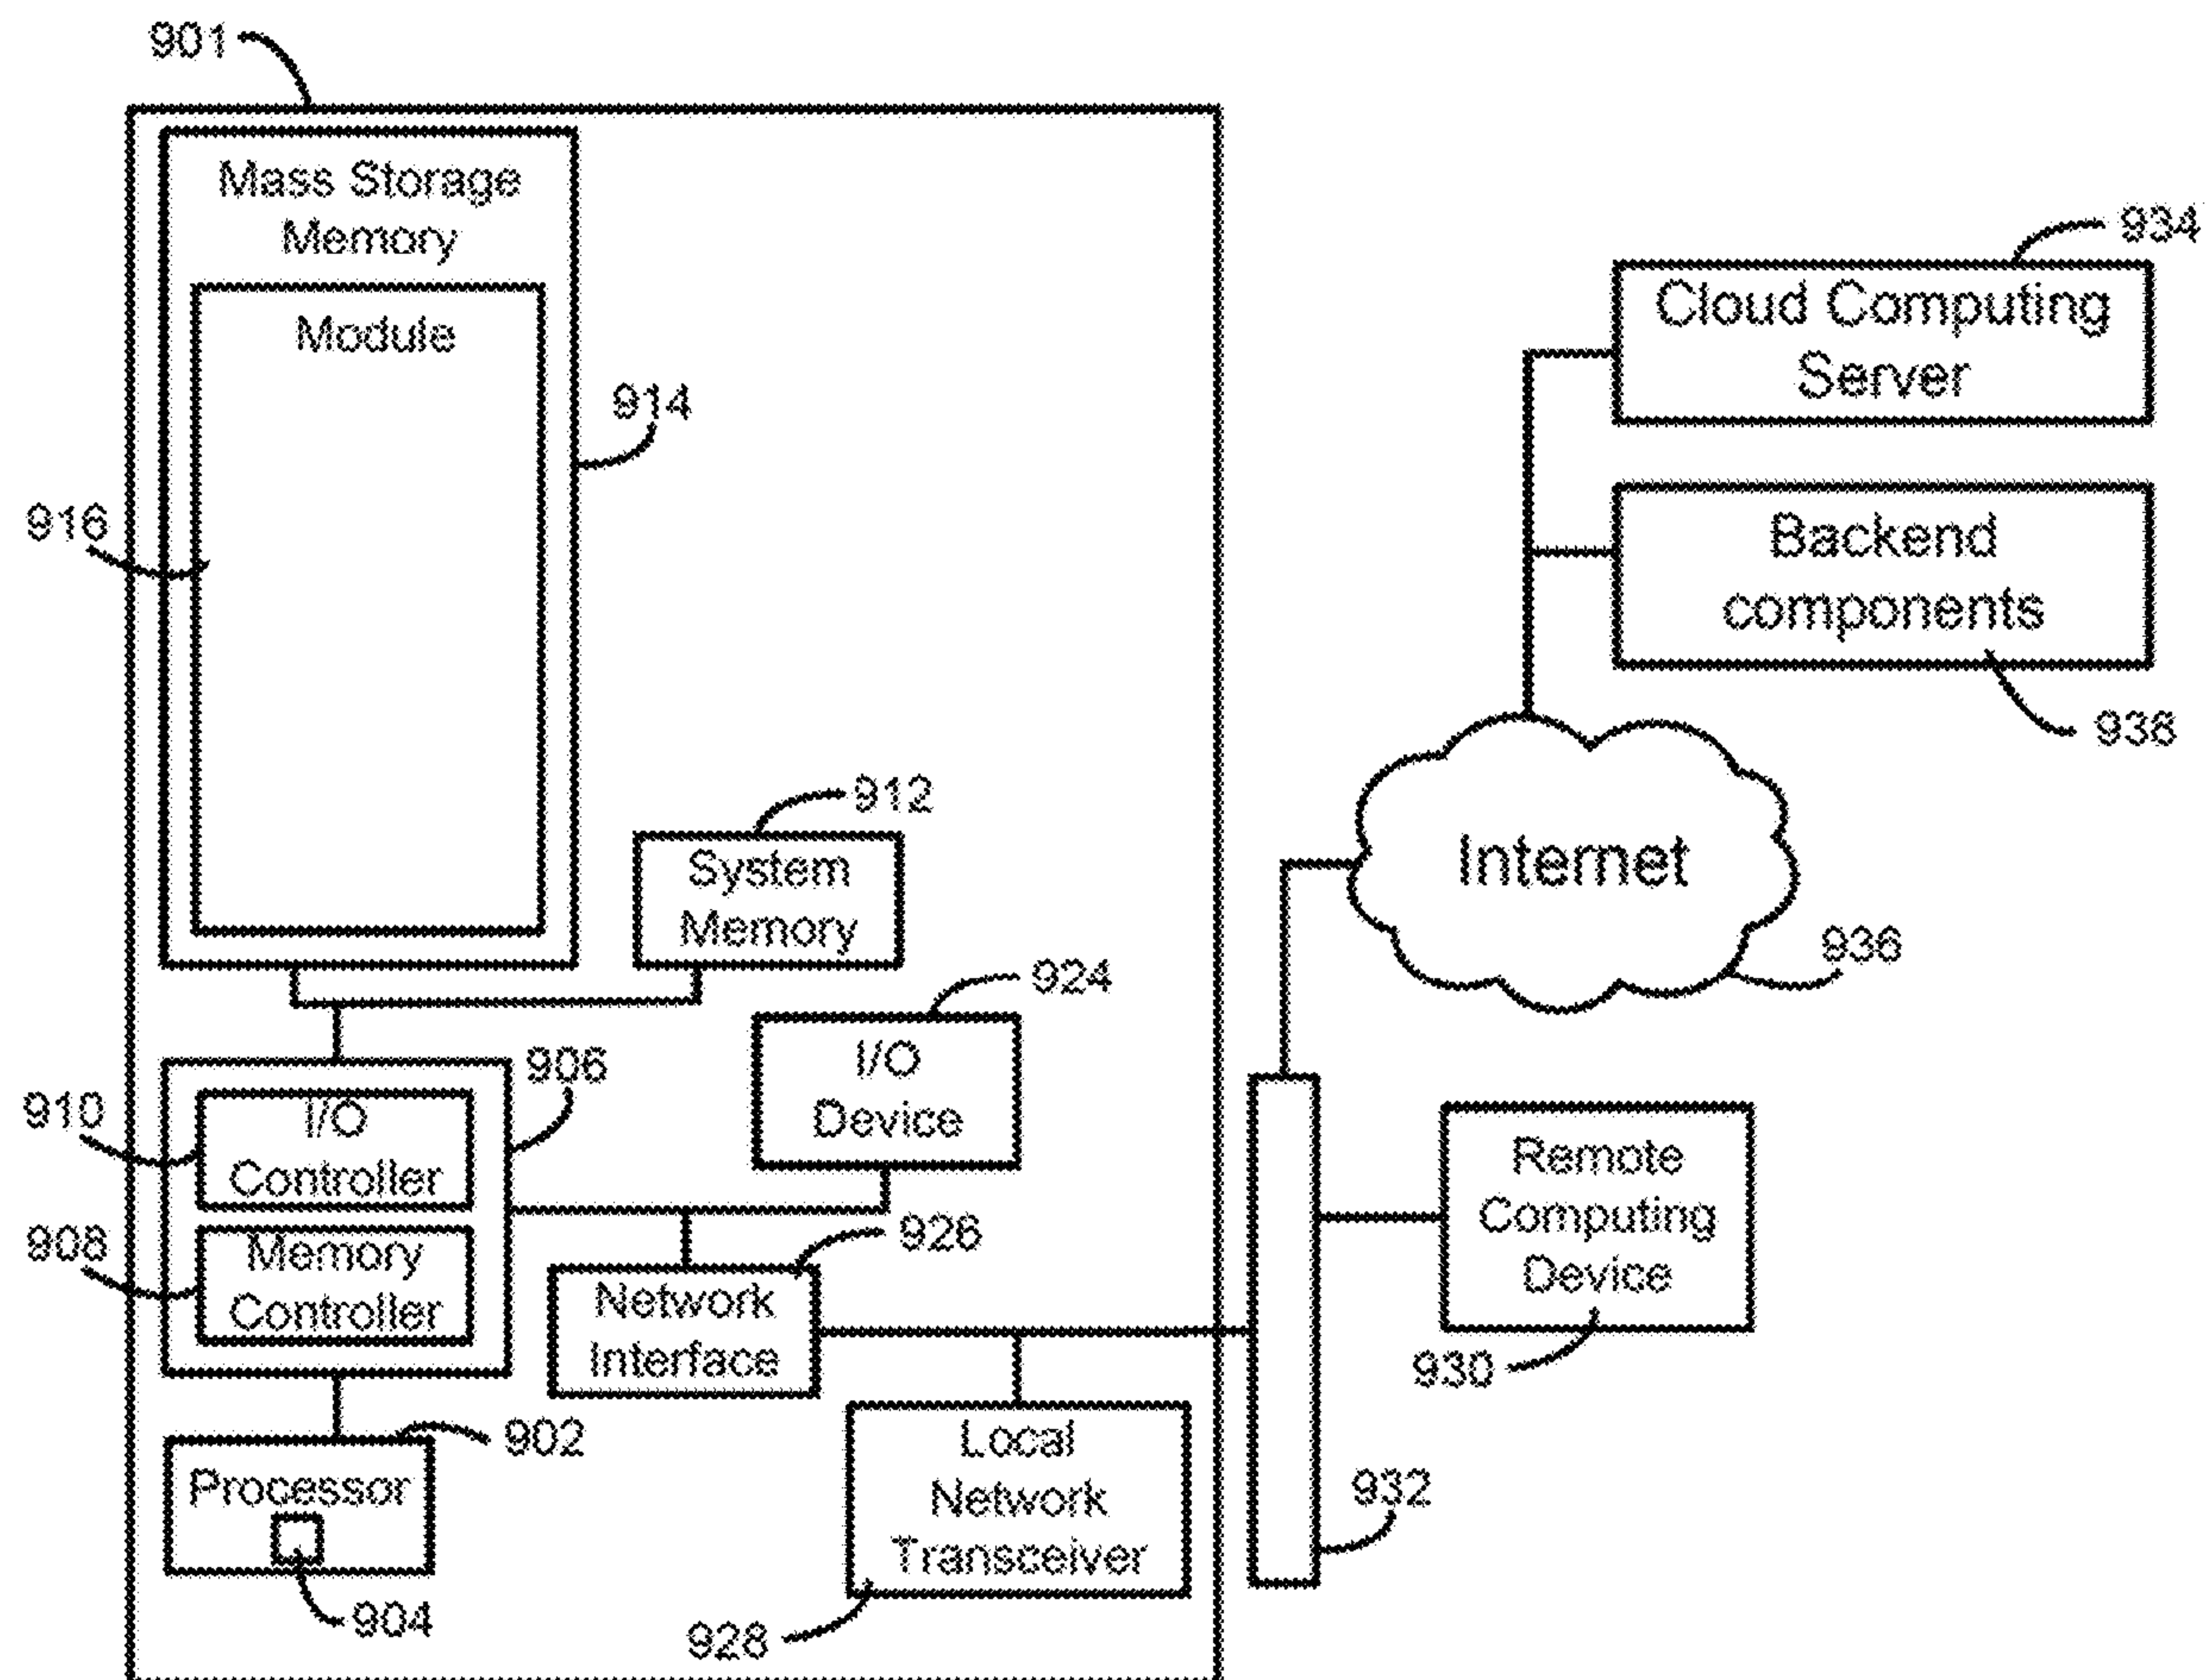 901
Mass Storage
Memory
Module
914
916
912
System
Memory
924
I/O
Device
906
910
I/O
Controller
908
Memory
Controller
926
Network
Interface
902
Processor
904
Local
Network
Transceiver
928
934
Cloud Computing
Server
Backend
components
938
Internet
936
Remote
Computing
Device
930
932